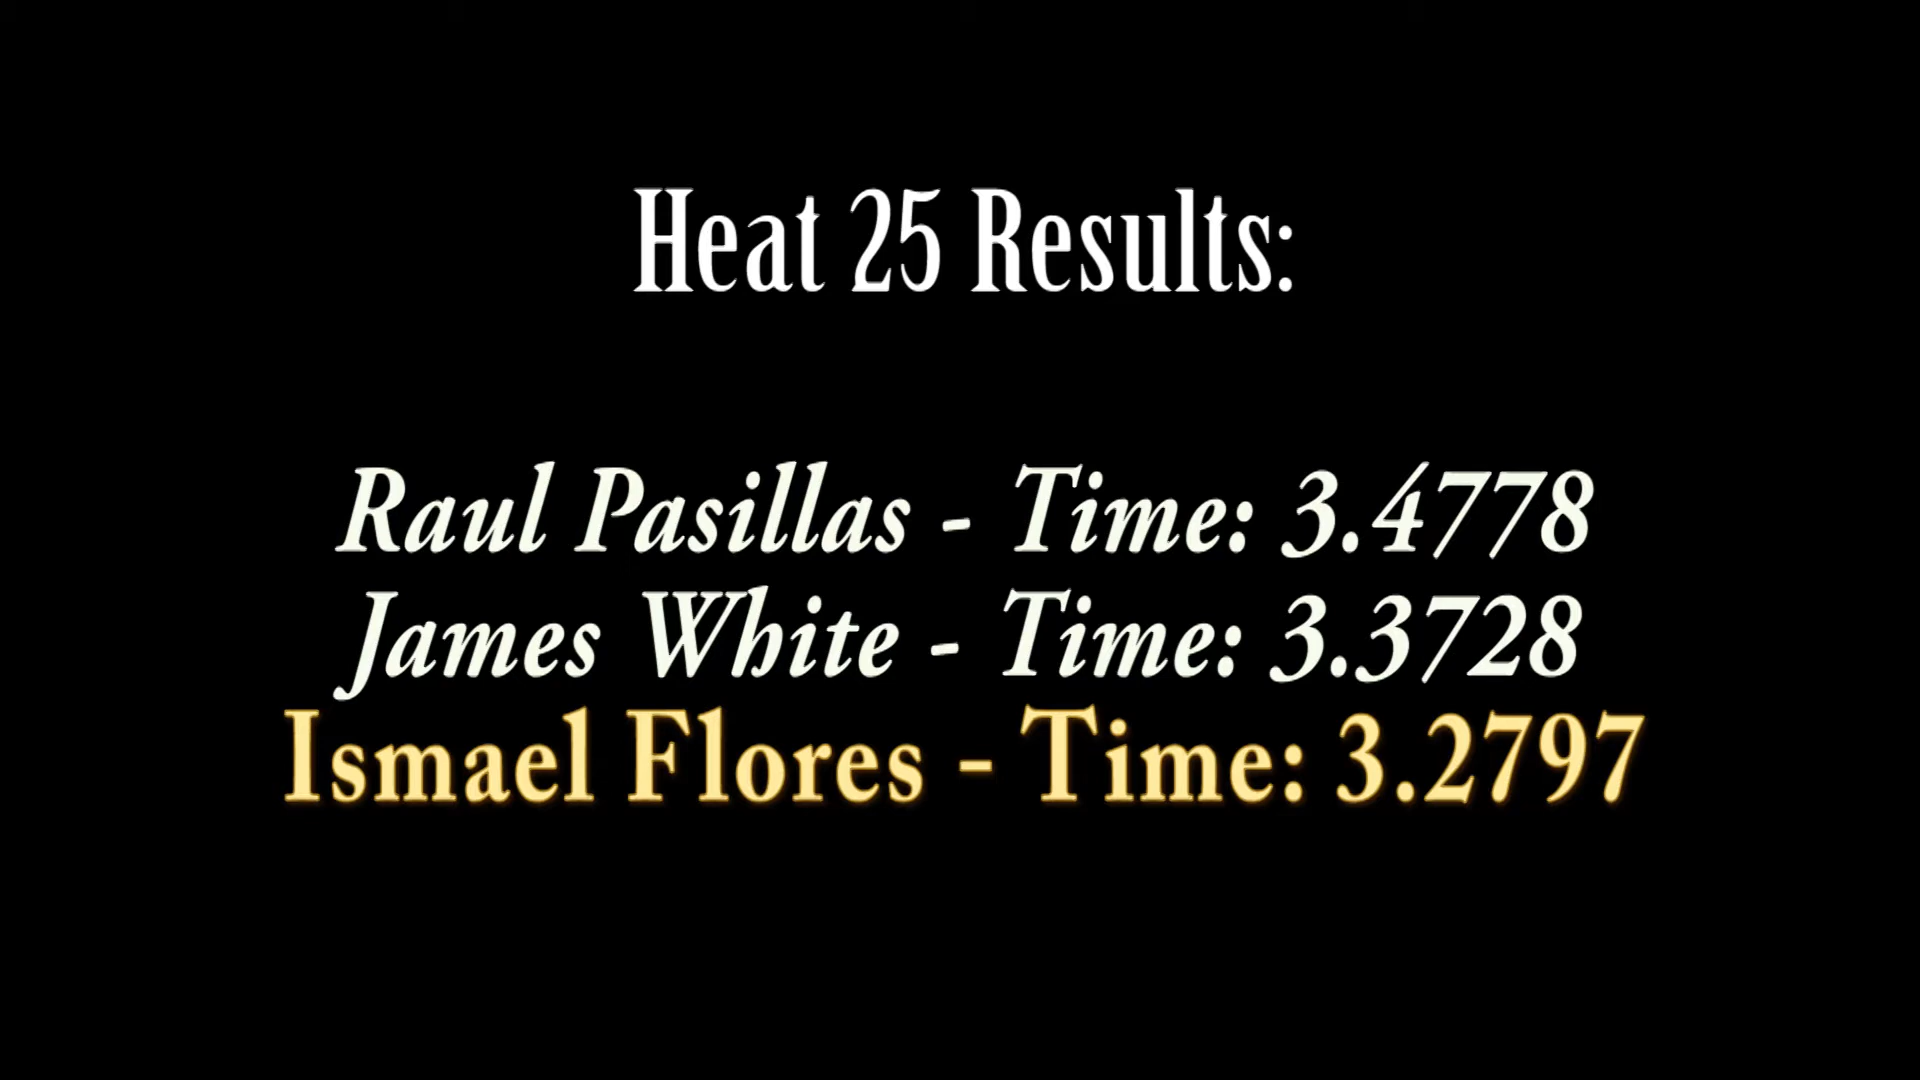 Heat 25 Results:
Raul Pasillas - Time: 3.4778
James White - Time: 3.3728
Ismael Flores - Time: 3.2797